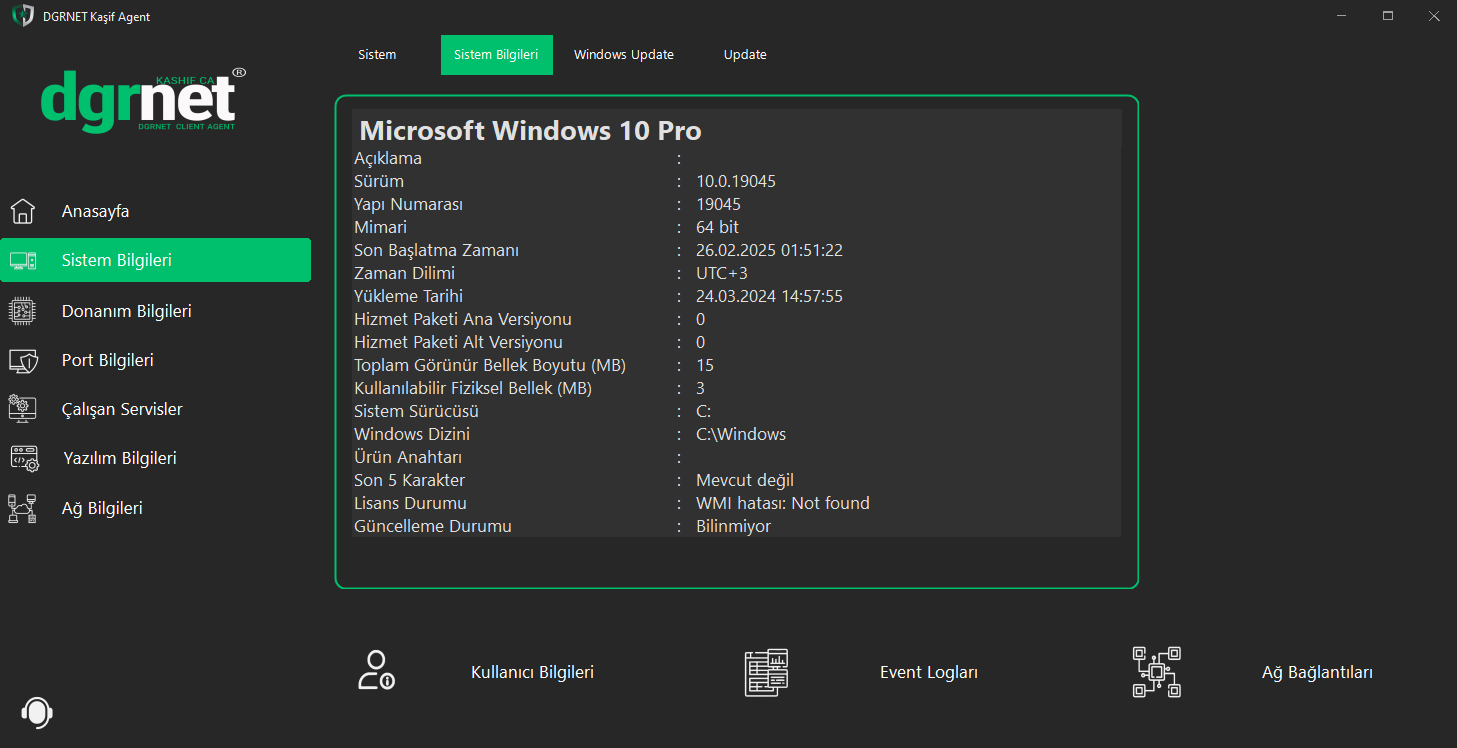 DGRNET Kaşif Agent
Sistem
Sistem Bilgileri
Windows Update
Update
KASHIF CA
dgrnet®
DGRNET CLIENT AGENT
Anasayfa
Sistem Bilgileri
Donanım Bilgileri
Port Bilgileri
Çalışan Servisler
Yazılım Bilgileri
Ağ Bilgileri
Microsoft Windows 10 Pro
Açıklama :
Sürüm : 10.0.19045
Yapı Numarası : 19045
Mimari : 64 bit
Son Başlatma Zamanı : 26.02.2025 01:51:22
Zaman Dilimi : UTC+3
Yükleme Tarihi : 24.03.2024 14:57:55
Hizmet Paketi Ana Versiyonu : 0
Hizmet Paketi Alt Versiyonu : 0
Toplam Görünür Bellek Boyutu (MB) : 15
Kullanılabilir Fiziksel Bellek (MB) : 3
Sistem Sürücüsü : C:
Windows Dizini : C:\Windows
Ürün Anahtarı :
Son 5 Karakter : Mevcut değil
Lisans Durumu : WMI hatası: Not found
Güncelleme Durumu : Bilinmiyor
Kullanıcı Bilgileri
Event Logları
Ağ Bağlantıları